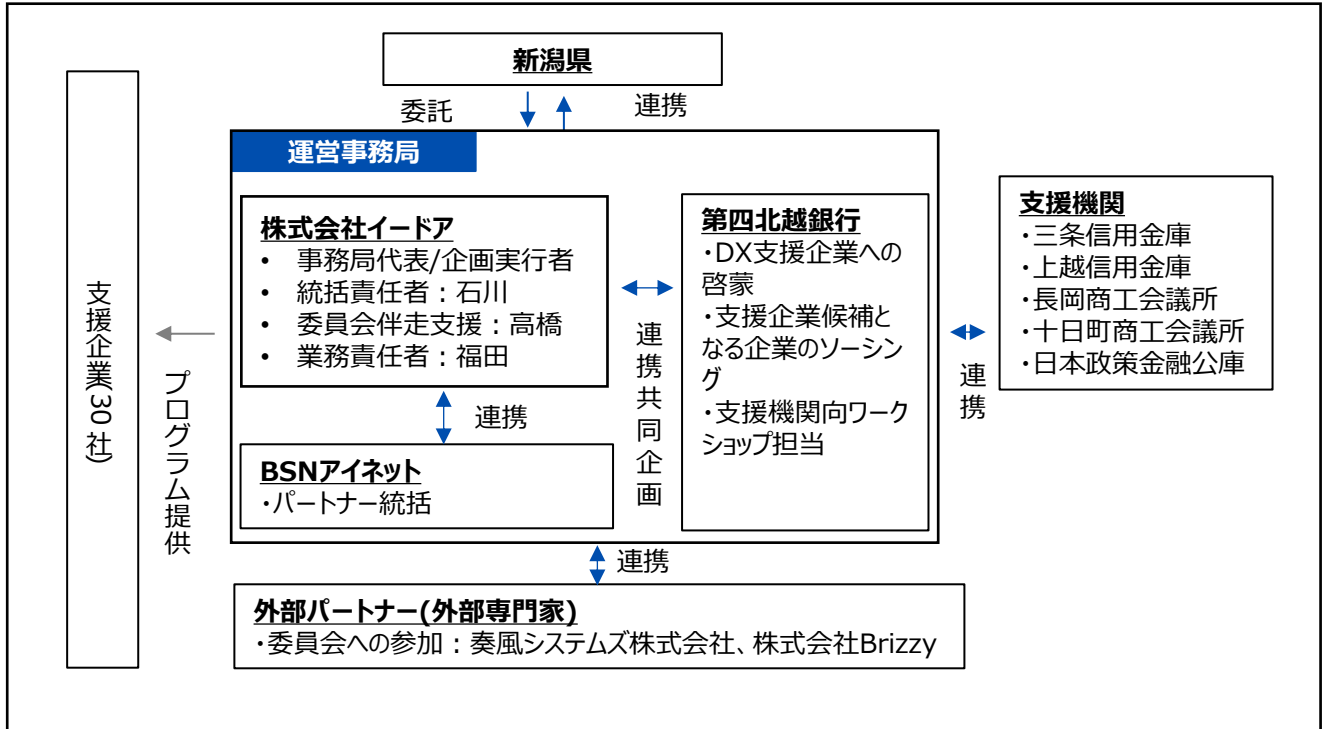 新潟県
委託
連携
運営事務局
株式会社イードア
• 事務局代表/企画実行者
• 統括責任者：石川
• 委員会伴走支援：高橋
• 業務責任者：福田
連携
BSNアイネット
・パートナー統括
連携共同企画
第四北越銀行
・DX支援企業への
啓蒙
・支援企業候補と
なる企業のソーシン
グ
・支援機関向ワーク
ショップ担当
連携
支援機関
・三条信用金庫
・上越信用金庫
・長岡商工会議所
・十日町商工会議所
・日本政策金融公庫
支援企業(30社)
プログラム提供
連携
外部パートナー(外部専門家)
・委員会への参加：奏風システムズ株式会社、株式会社Brizzy